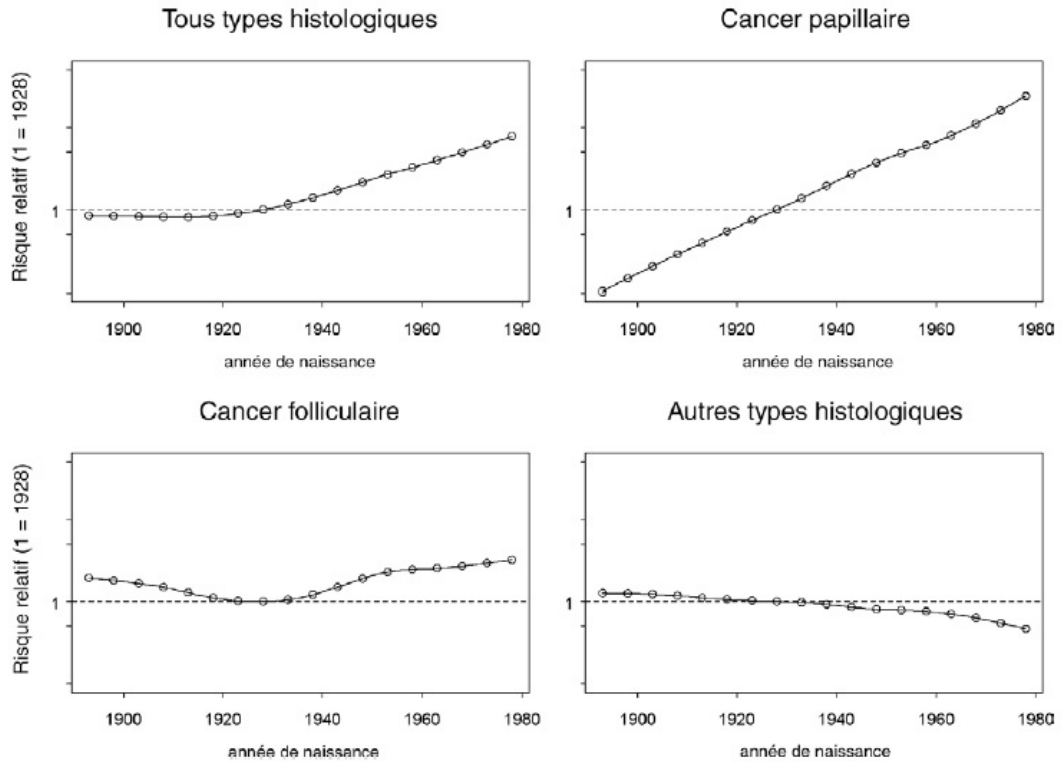 Tous types histologiques
Cancer papillaire
Risque relatif (1 = 1928)
1
1
1900 1920 1940 1960 1980
1900 1920 1940 1960 1980
année de naissance
année de naissance
Cancer folliculaire
Autres types histologiques
Risque relatif (1 = 1928)
1
1
1900 1920 1940 1960 1980
1900 1920 1940 1960 1980
année de naissance
année de naissance